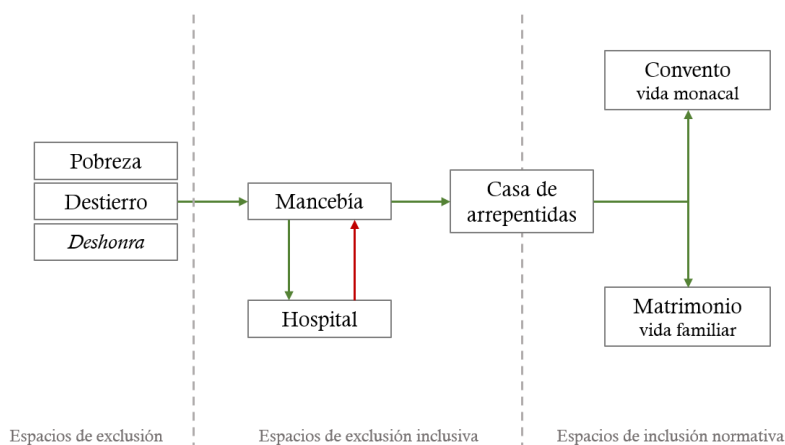 Convento
vida monacal
Pobreza
Destierro
Deshonra
Mancebía
Casa de
arrepentidas
Hospital
Matrimonio
vida familiar
Espacios de exclusión
Espacios de exclusión inclusiva
Espacios de inclusión normativa